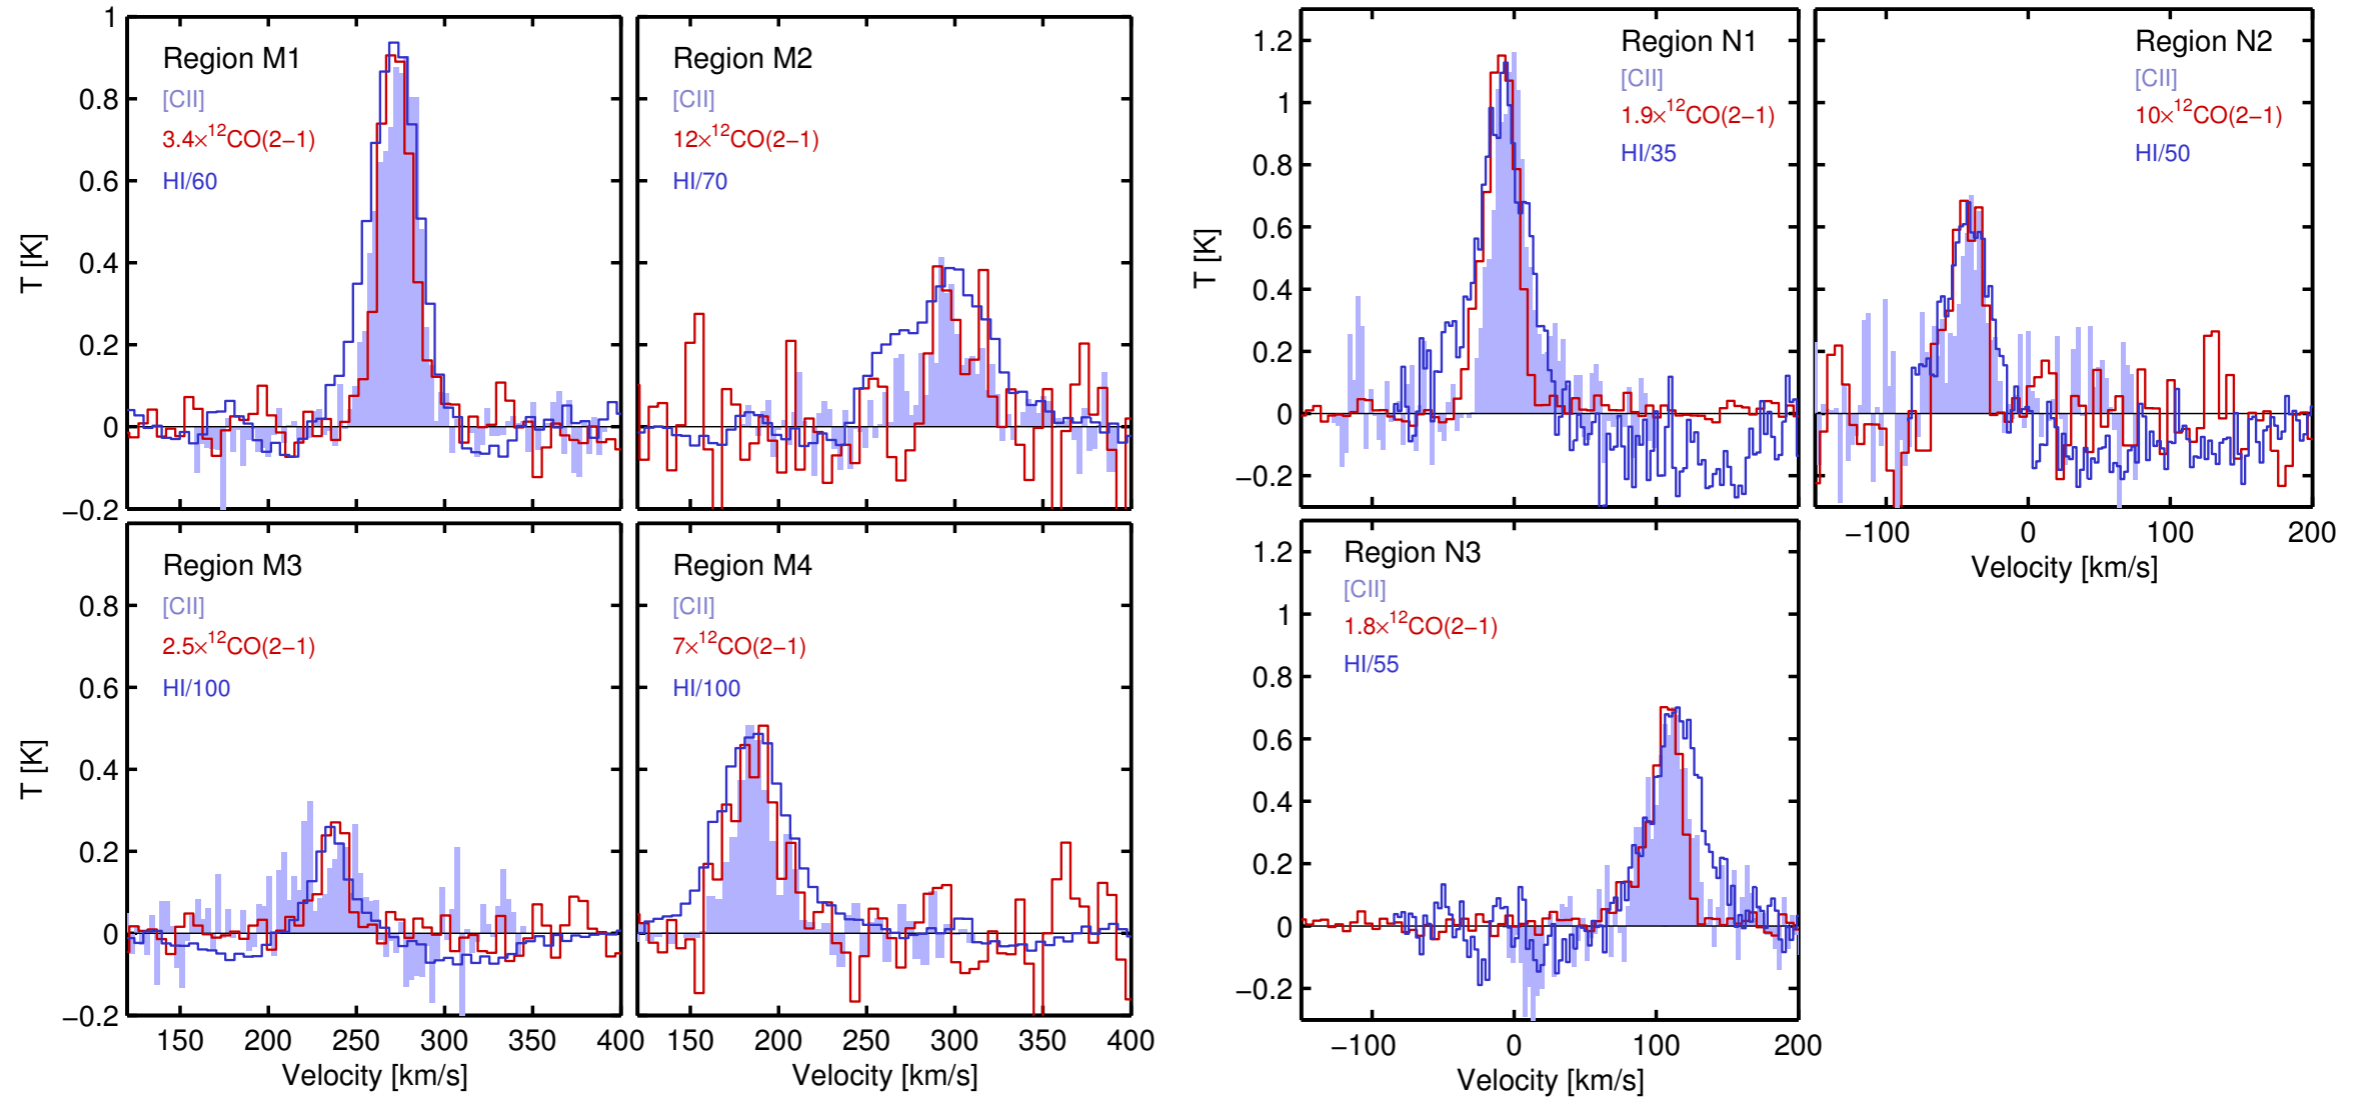 Region M1
[CII]
3.4×¹²CO(2−1)
HI/60
1
0.8
0.6
0.4
0.2
0
−0.2
T [K]
Region M2
[CII]
12×¹²CO(2−1)
HI/70
Region M3
[CII]
2.5×¹²CO(2−1)
HI/100
0.8
0.6
0.4
0.2
0
−0.2
T [K]
150 200 250 300 350 400
Velocity [km/s]
Region M4
[CII]
7×¹²CO(2−1)
HI/100
150 200 250 300 350 400
Velocity [km/s]
Region N1
[CII]
1.9×¹²CO(2−1)
HI/35
1.2
1
0.8
0.6
0.4
0.2
0
−0.2
T [K]
Region N2
[CII]
10×¹²CO(2−1)
HI/50
−100 0 100 200
Velocity [km/s]
Region N3
[CII]
1.8×¹²CO(2−1)
HI/55
1.2
1
0.8
0.6
0.4
0.2
0
−0.2
−100 0 100 200
Velocity [km/s]